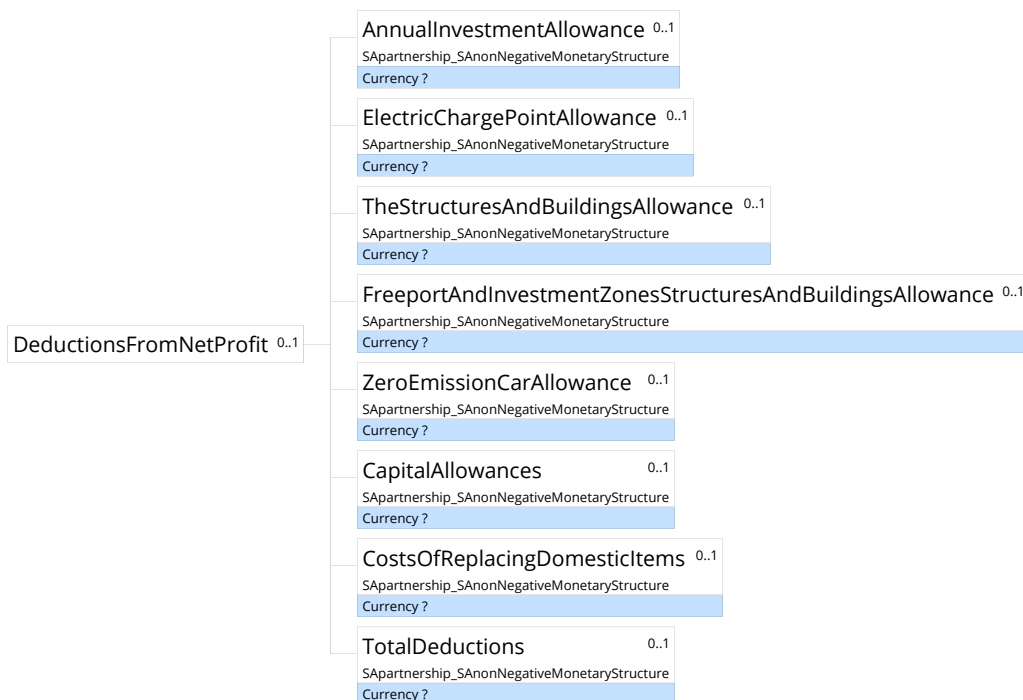 AnnualInvestmentAllowance 0..1
SApartnership_SAnonNegativeMonetaryStructure
Currency ?
ElectricChargePointAllowance 0..1
SApartnership_SAnonNegativeMonetaryStructure
Currency ?
TheStructuresAndBuildingsAllowance 0..1
SApartnership_SAnonNegativeMonetaryStructure
Currency ?
FreeportAndInvestmentZonesStructuresAndBuildingsAllowance 0..1
SApartnership_SAnonNegativeMonetaryStructure
Currency ?
DeductionsFromNetProfit 0..1
ZeroEmissionCarAllowance 0..1
SApartnership_SAnonNegativeMonetaryStructure
Currency ?
CapitalAllowances 0..1
SApartnership_SAnonNegativeMonetaryStructure
Currency ?
CostsOfReplacingDomesticItems 0..1
SApartnership_SAnonNegativeMonetaryStructure
Currency ?
TotalDeductions 0..1
SApartnership_SAnonNegativeMonetaryStructure
Currency ?